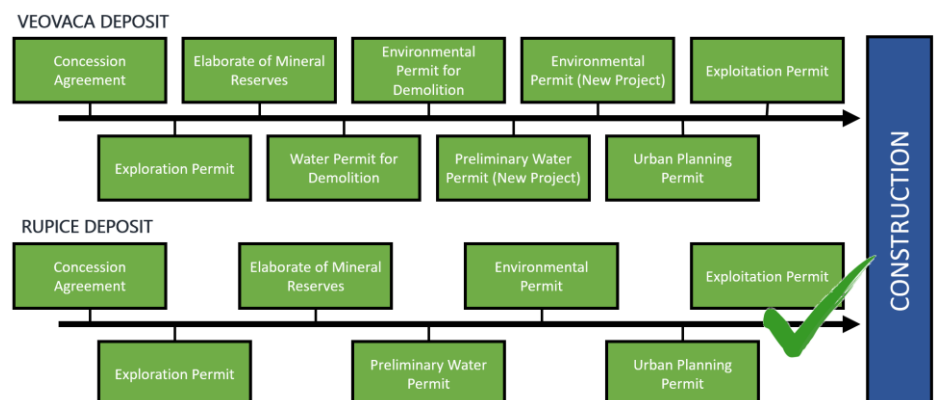 VEOVACA DEPOSIT
Concession
Agreement
Elaborate of Mineral
Reserves
Environmental
Permit for
Demolition
Environmental
Permit (New Project)
Exploitation Permit
Exploration Permit
Water Permit for
Demolition
Preliminary Water
Permit (New Project)
Urban Planning
Permit
RUPICE DEPOSIT
Concession
Agreement
Elaborate of Mineral
Reserves
Environmental
Permit
Exploitation Permit
Exploration Permit
Preliminary Water
Permit
Urban Planning
Permit
CONSTRUCTION